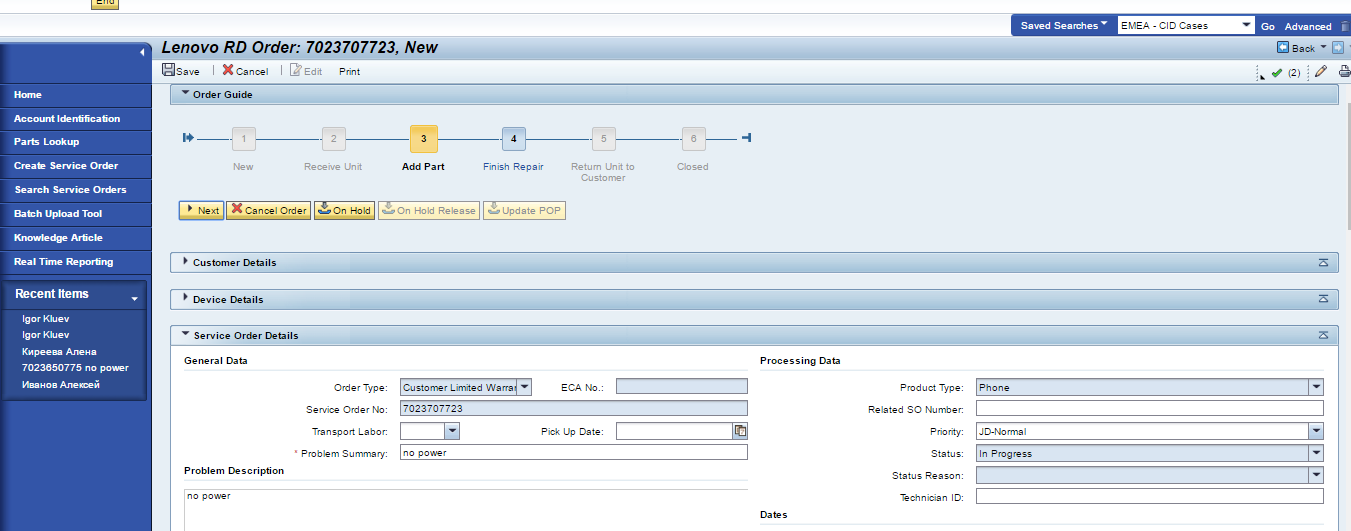 End
Saved Searches EMEA - CID Cases Go Advanced
Lenovo RD Order: 7023707723, New
Back
Save Cancel Edit Print
(2)
Home
Account Identification
Parts Lookup
Create Service Order
Search Service Orders
Batch Upload Tool
Knowledge Article
Real Time Reporting
Recent Items
Igor Kluev
Igor Kluev
Киреева Алена
7023650775 no power
Иванов Алексей
Order Guide
1 2 3 4 5 6
New Receive Unit Add Part Finish Repair Return Unit to Customer Closed
Next Cancel Order On Hold On Hold Release Update POP
Customer Details
Device Details
Service Order Details
General Data
Order Type: Customer Limited Warrar ECA No.:
Service Order No: 7023707723
Transport Labor: Pick Up Date:
* Problem Summary: no power
Problem Description
no power
Processing Data
Product Type: Phone
Related SO Number:
Priority: JD-Normal
Status: In Progress
Status Reason:
Technician ID:
Dates